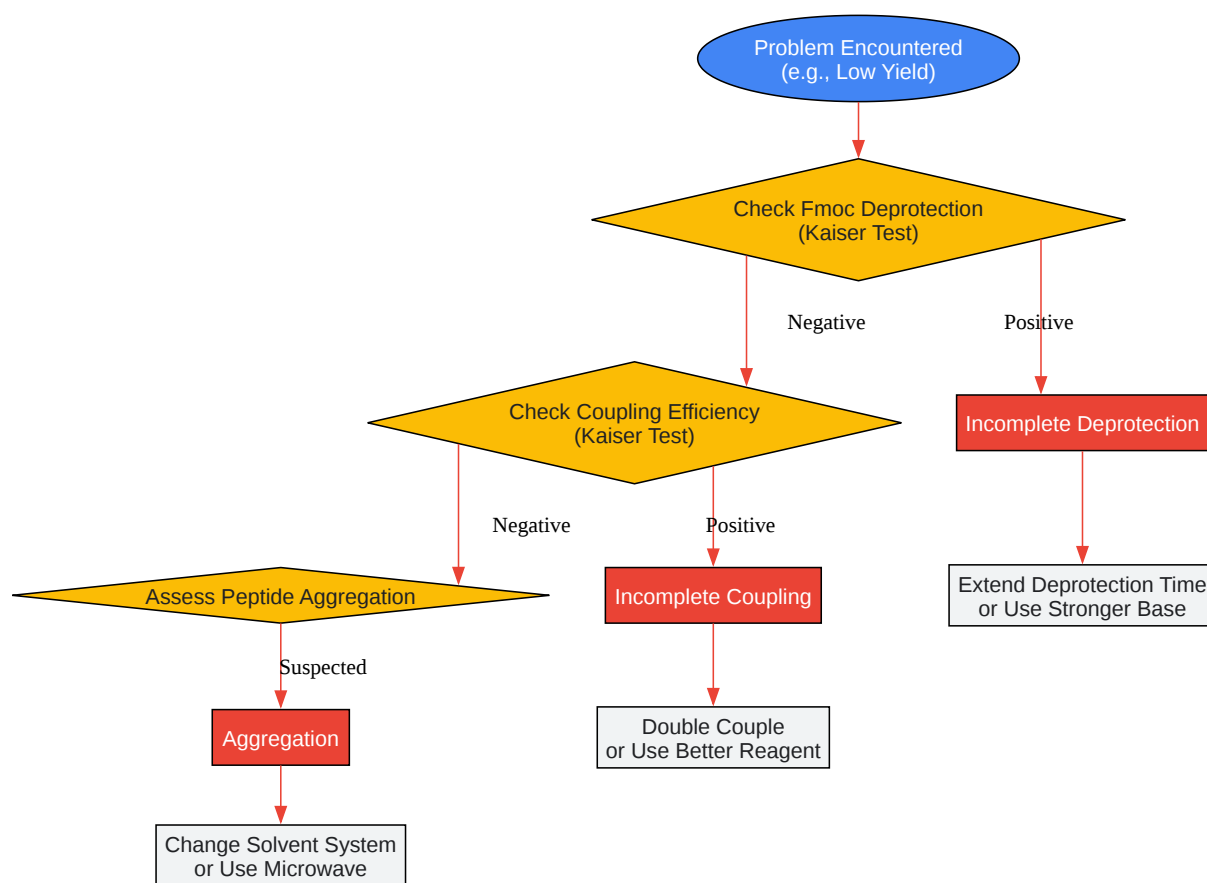 Problem Encountered
(e.g., Low Yield)
Check Fmoc Deprotection
(Kaiser Test)
Negative
Positive
Check Coupling Efficiency
(Kaiser Test)
Incomplete Deprotection
Negative
Positive
Assess Peptide Aggregation
Incomplete Coupling
Extend Deprotection Time
or Use Stronger Base
Suspected
Aggregation
Double Couple
or Use Better Reagent
Change Solvent System
or Use Microwave